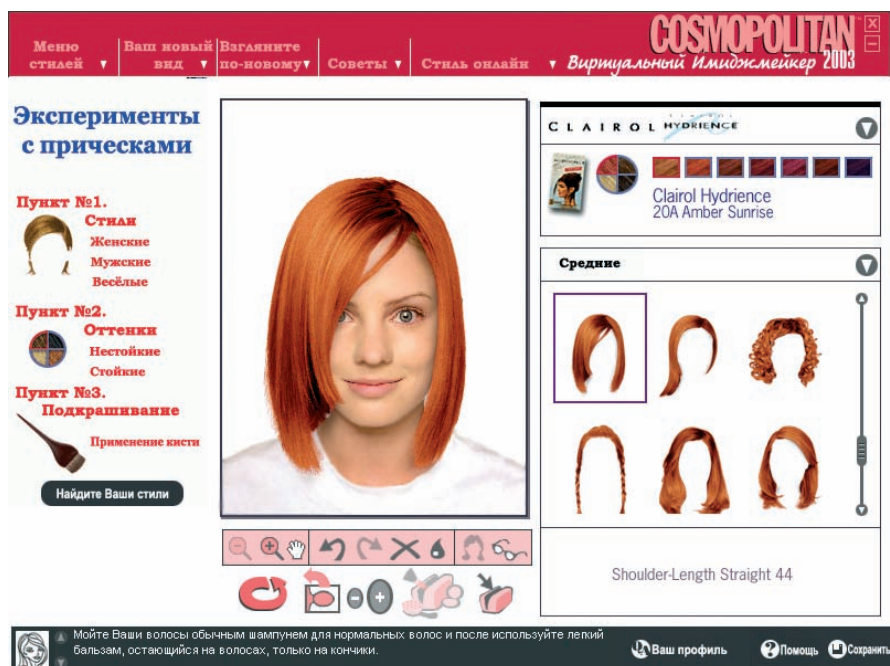 COSMOPOLITAN
Виртуальный Имиджмейкер 2003
Меню стилей
Ваш новый вид
Взгляните по-новому
Советы
Стиль онлайн
Эксперименты
с прическами
Пункт №1.
Стили
Женские
Мужские
Весёлые
Пункт №2.
Оттенки
Нестойкие
Стойкие
Пункт №3.
Подкрашивание
Применение кисти
Найдите Ваши стили
CLAIROL HYDRIENCE
Clairol Hydrience
20A Amber Sunrise
Средние
Shoulder-Length Straight 44
Мойте Ваши волосы обычным шампунем для нормальных волос и после используйте легкий
бальзам, остающийся на волосах, только на кончики.
Ваш профиль
Помощь
Сохранить